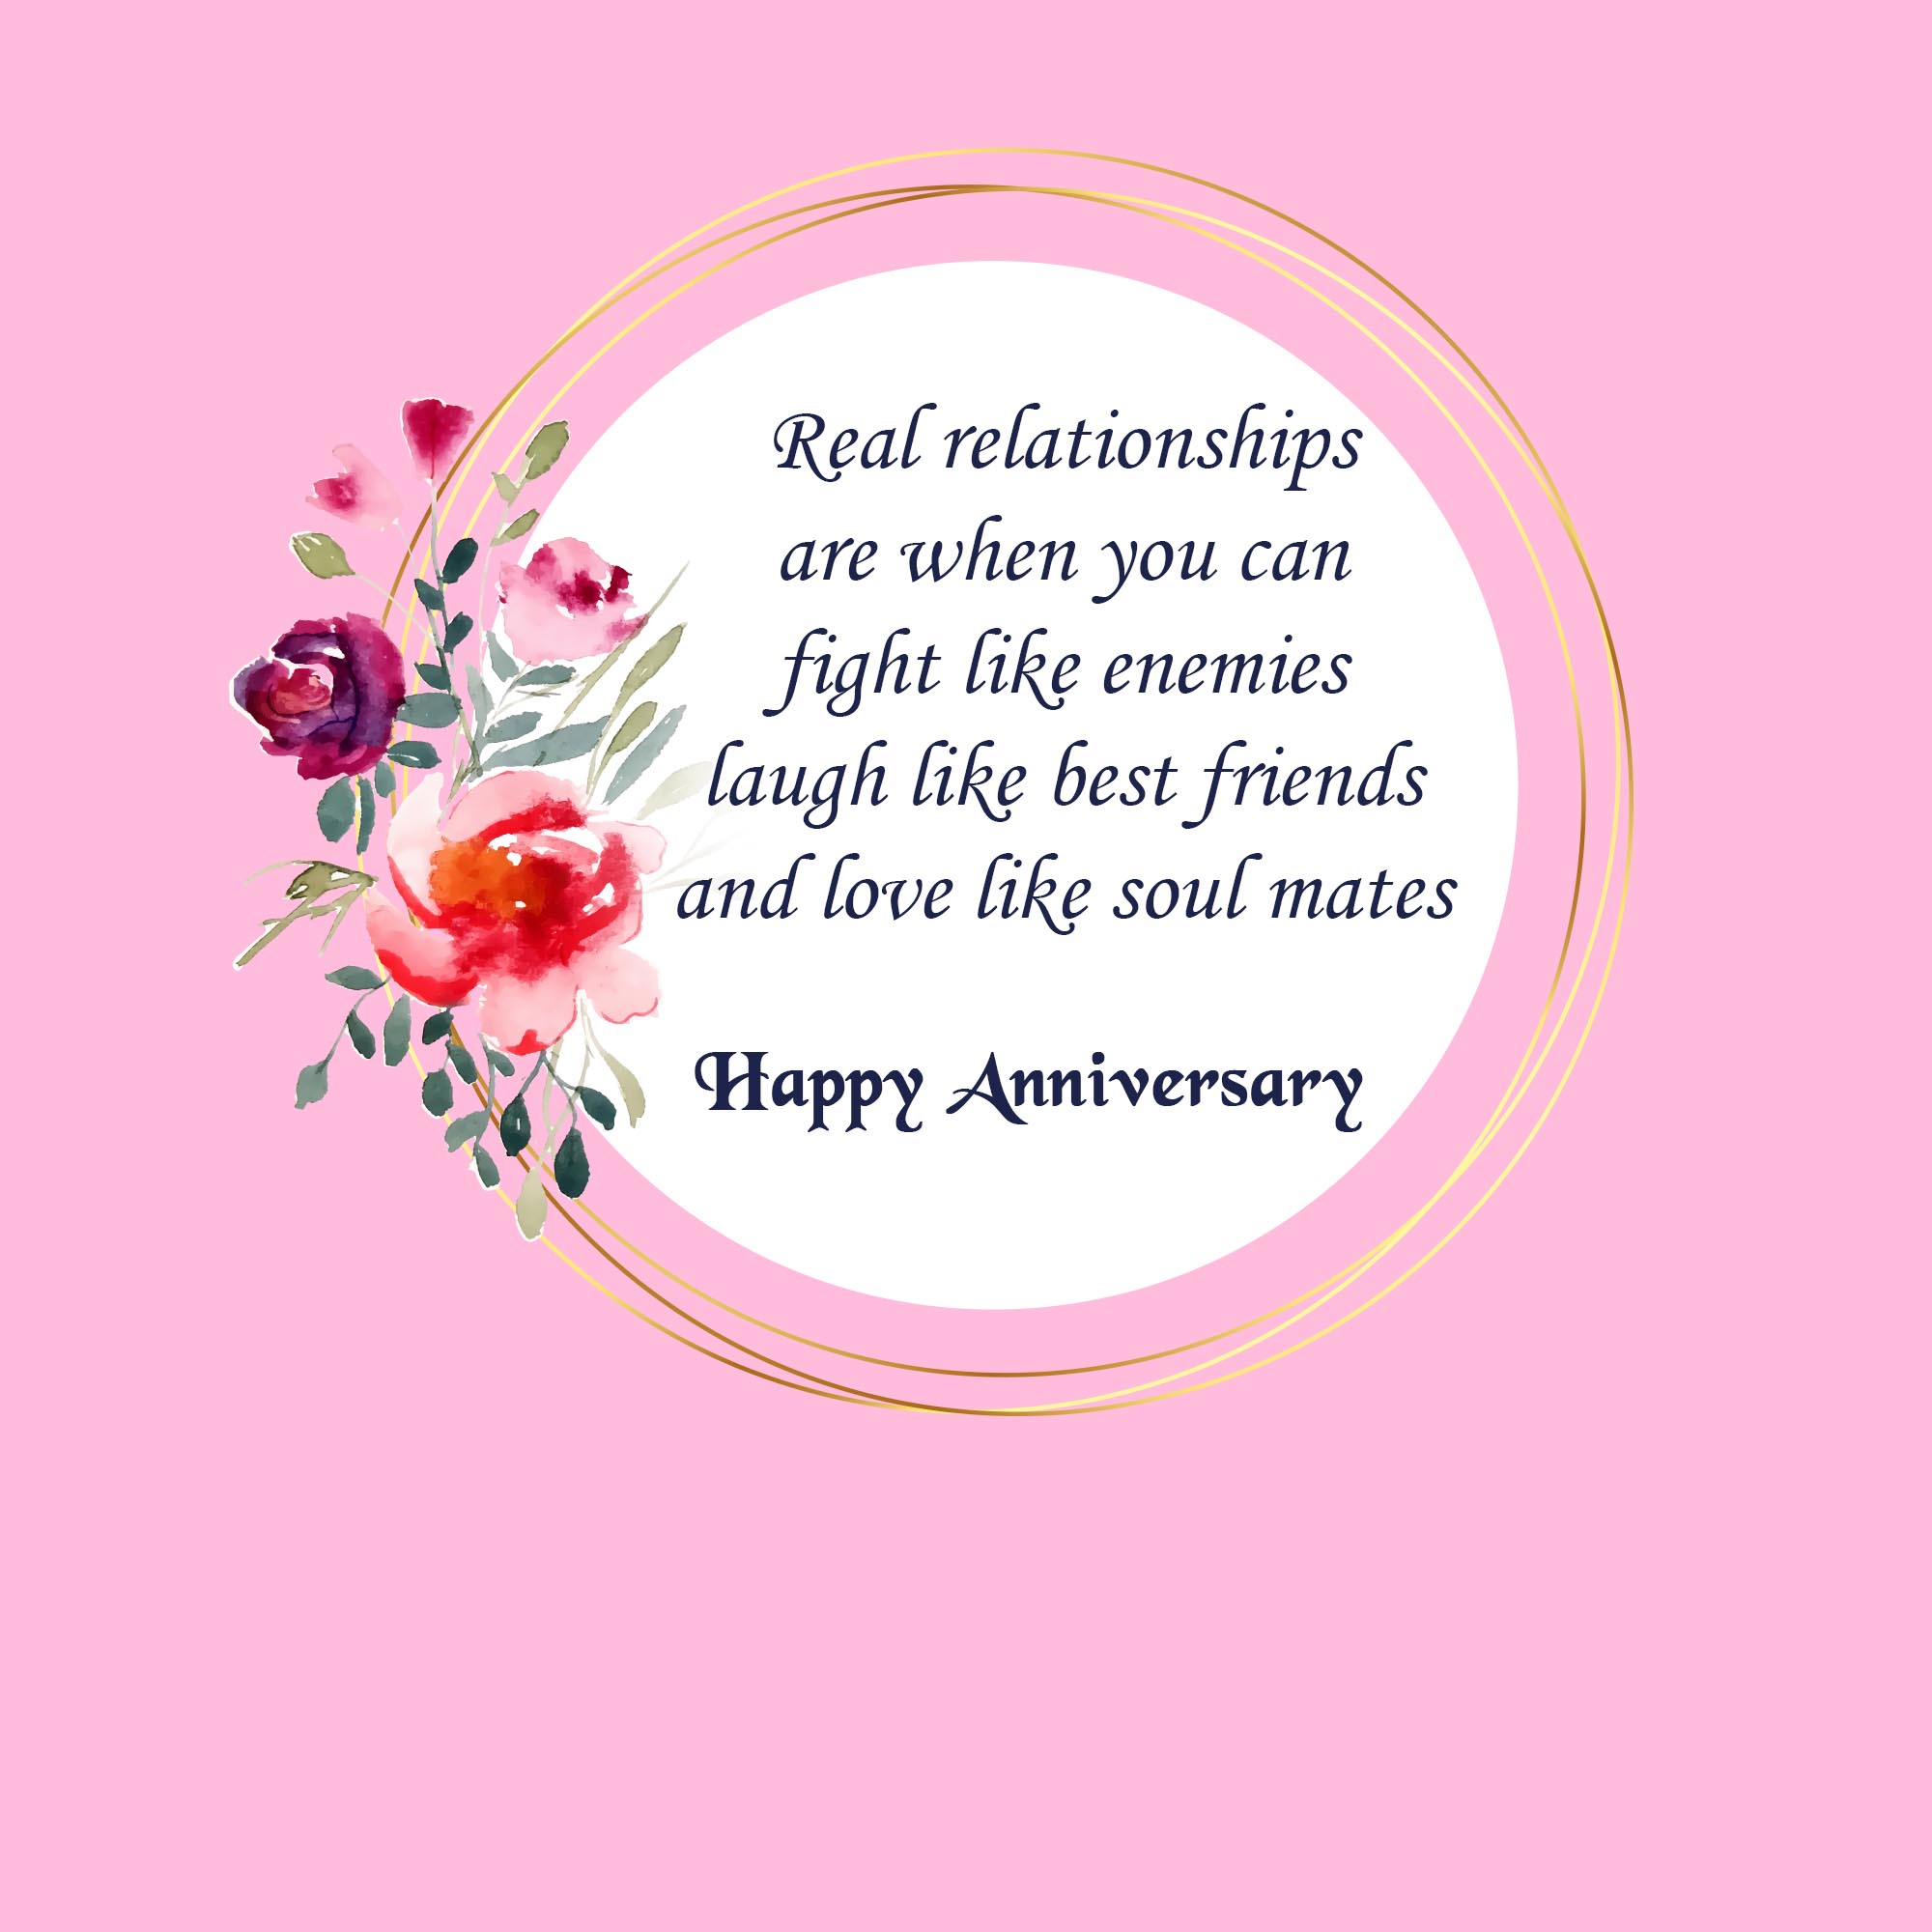 Real relationships
are when you can
fight like enemies
laugh like best friends
and love like soul mates
Happy Anniversary